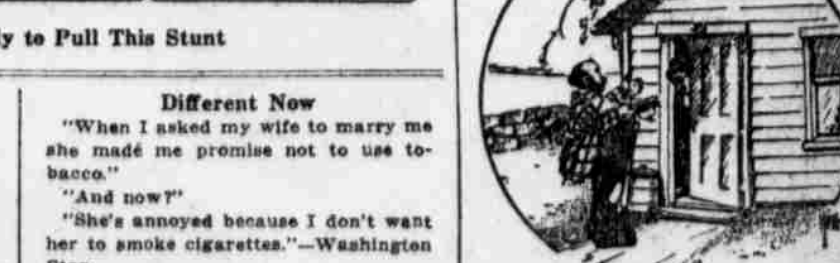 y to Pull This Stunt
Different Now
"When I asked my wife to marry me
she made me promise not to use to-
bacco."
"And now?"
"She's annoyed because I don't want
her to smoke cigarettes."—Washington